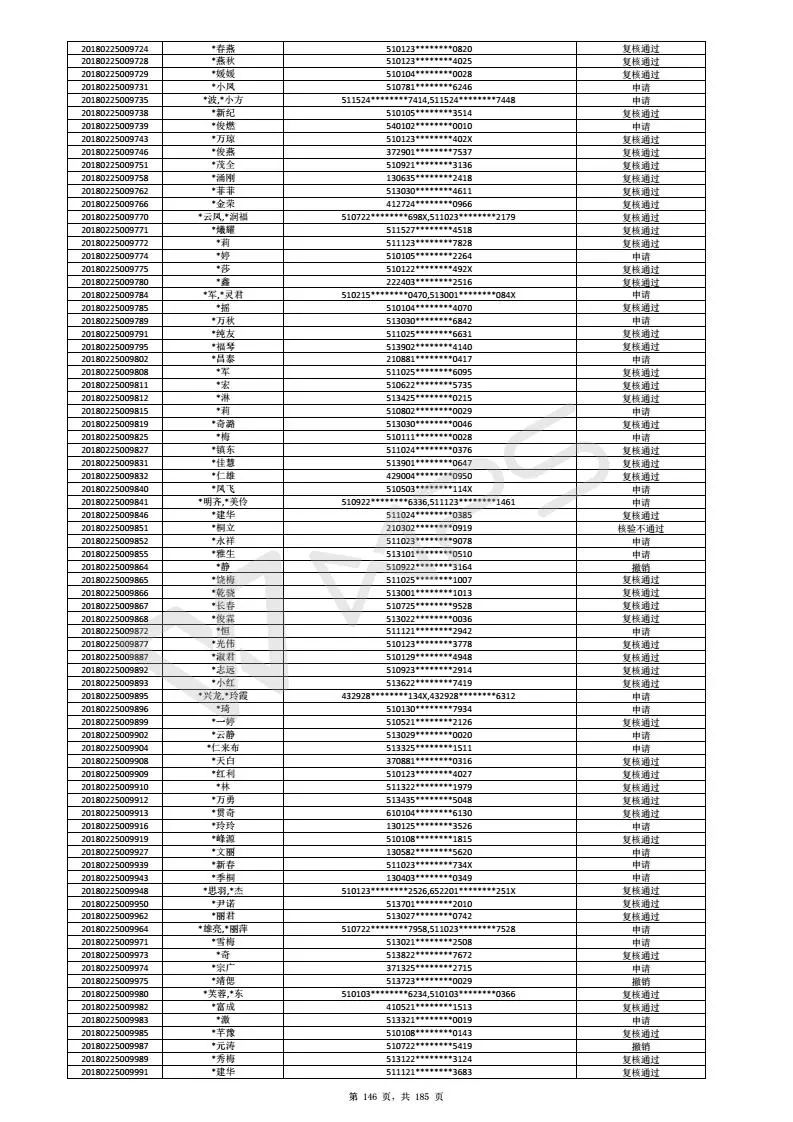 20180225009724 *春燕 510123********0820 复核通过
20180225009728 *燕秋 510123********4025 复核通过
20180225009729 *媛媛 510104********0028 复核通过
20180225009731 *小凤 510781********6246 申请
20180225009735 *波,*小方 511524********7414,511524********7448 申请
20180225009738 *新纪 510105********3514 复核通过
20180225009739 *俊燃 540102********0010 申请
20180225009743 *万琼 510123********402X 复核通过
20180225009746 *俊燕 372901********7537 复核通过
20180225009751 *茂全 510921********3136 复核通过
20180225009758 *涌刚 130635********2418 复核通过
20180225009762 *菲菲 513030********4611 复核通过
20180225009766 *金荣 412724********0966 复核通过
20180225009770 *云凤,*润福 510722********698X,511023********2179 复核通过
20180225009771 *爔耀 511527********4518 复核通过
20180225009772 *莉 511123********7828 复核通过
20180225009774 *婷 510105********2264 申请
20180225009775 *莎 510122********492X 复核通过
20180225009780 *鑫 222403********2516 复核通过
20180225009784 *军,*灵君 510215********0470,513001********084X 申请
20180225009785 *摇 510104********4070 复核通过
20180225009789 *万秋 513030********6842 申请
20180225009791 *纯友 511025********6631 复核通过
20180225009795 *福琴 513902********4140 复核通过
20180225009802 *昌泰 210881********0417 申请
20180225009808 *军 511025********6095 复核通过
20180225009811 *宏 510622********5735 复核通过
20180225009812 *淋 513425********0215 复核通过
20180225009815 *莉 510802********0029 申请
20180225009819 *奇潞 513030********0046 复核通过
20180225009825 *梅 510111********0028 申请
20180225009827 *镇东 511024********0376 复核通过
20180225009831 *佳慧 513901********0647 复核通过
20180225009832 *仁雄 429004********0950 复核通过
20180225009840 *凤飞 510503********114X 申请
20180225009841 *明齐,*美伶 510922********6336,511123********1461 申请
20180225009846 *建华 511024********0385 复核通过
20180225009851 *桐立 210302********0919 核验不通过
20180225009852 *永祥 511023********9078 申请
20180225009855 *雅生 513101********0510 申请
20180225009864 *静 510922********3164 撤销
20180225009865 *饶梅 511025********1007 复核通过
20180225009866 *乾骁 513001********1013 复核通过
20180225009867 *长春 510725********9528 复核通过
20180225009868 *俊霖 513022********0036 复核通过
20180225009872 *恒 511121********2942 申请
20180225009877 *光伟 510123********3778 复核通过
20180225009887 *淑君 510129********4948 复核通过
20180225009892 *志远 510923********2914 复核通过
20180225009893 *小红 513622********7419 复核通过
20180225009895 *兴龙,*玲霞 432928********134X,432928********6312 申请
20180225009896 *琦 510130********7934 申请
20180225009899 *一婷 510521********2126 复核通过
20180225009902 *云静 513029********0020 申请
20180225009904 *仁来布 513325********1511 申请
20180225009908 *天白 370881********0316 复核通过
20180225009909 *红利 510123********4027 复核通过
20180225009910 *林 511322********1979 复核通过
20180225009912 *万勇 513435********5048 复核通过
20180225009913 *贯奇 610104********6130 复核通过
20180225009916 *玲玲 130125********3526 申请
20180225009919 *峰源 510108********1815 复核通过
20180225009927 *文丽 130582********5620 申请
20180225009939 *新春 511023********734X 申请
20180225009943 *季桐 130403********0349 申请
20180225009948 *思羽,*杰 510123********2526,652201********251X 复核通过
20180225009950 *尹诺 513701********2010 复核通过
20180225009962 *丽君 513027********0742 复核通过
20180225009964 *雄亮,*丽萍 510722********7958,511023********7528 申请
20180225009971 *雪梅 513021********2508 申请
20180225009973 *奇 513822********7672 复核通过
20180225009974 *宗广 371325********2715 申请
20180225009975 *靖偲 513723********0029 撤销
20180225009980 *芙蓉,*东 510103********6234,510103********0366 复核通过
20180225009982 *富成 410521********1513 复核通过
20180225009983 *激 513321********0019 申请
20180225009985 *芊豫 510108********0143 复核通过
20180225009987 *元涛 510722********5419 撤销
20180225009989 *秀梅 513122********3124 复核通过
20180225009991 *建华 511121********3683 复核通过
第 146 页, 共 185 页